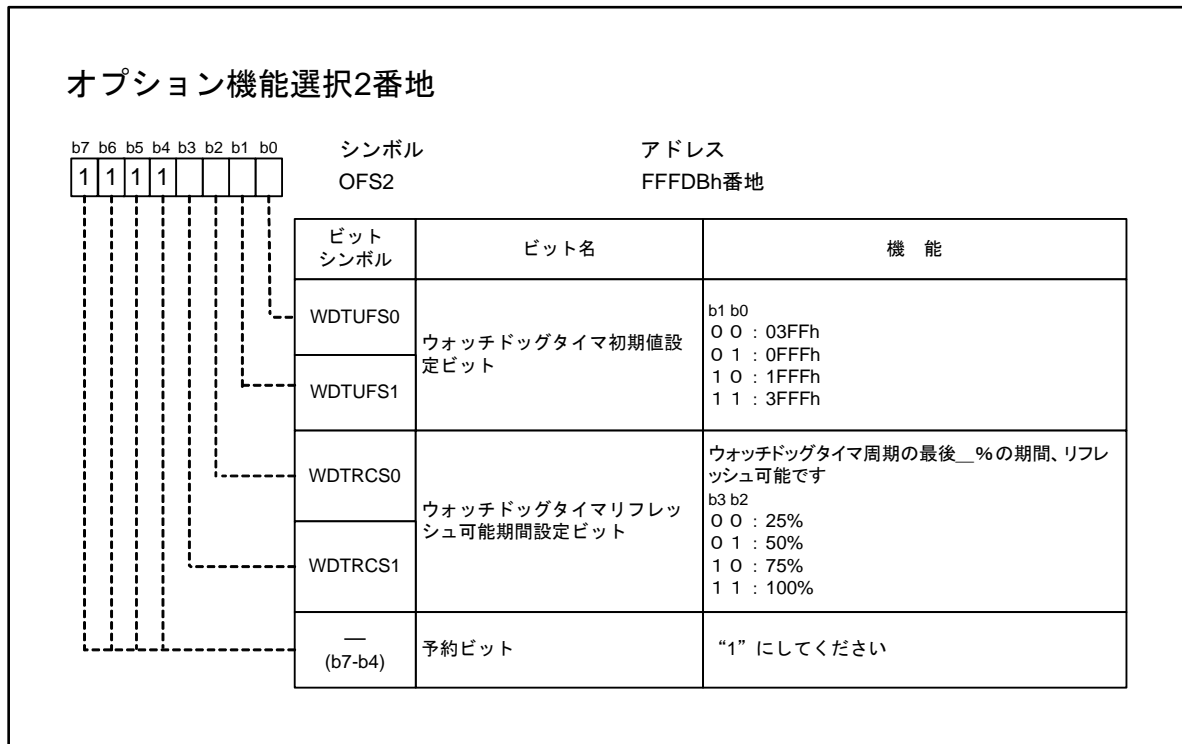 オプション機能選択2番地
b7 b6 b5 b4 b3 b2 b1 b0
1 1 1 1
シンボル
OFS2
アドレス
FFFDBh番地
ビット
シンボル
ビット名
機 能
WDTUFS0
WDTUFS1
ウォッチドッグタイマ初期値設
定ビット
b1 b0
0 0 : 03FFh
0 1 : 0FFFh
1 0 : 1FFFh
1 1 : 3FFFh
WDTRCS0
WDTRCS1
ウォッチドッグタイマリフレッ
シュ可能期間設定ビット
ウォッチドッグタイマ周期の最後__%の期間、リフレ
ッシュ可能です
b3 b2
0 0 : 25%
0 1 : 50%
1 0 : 75%
1 1 : 100%
—
(b7-b4)
予約ビット
“1”にしてください